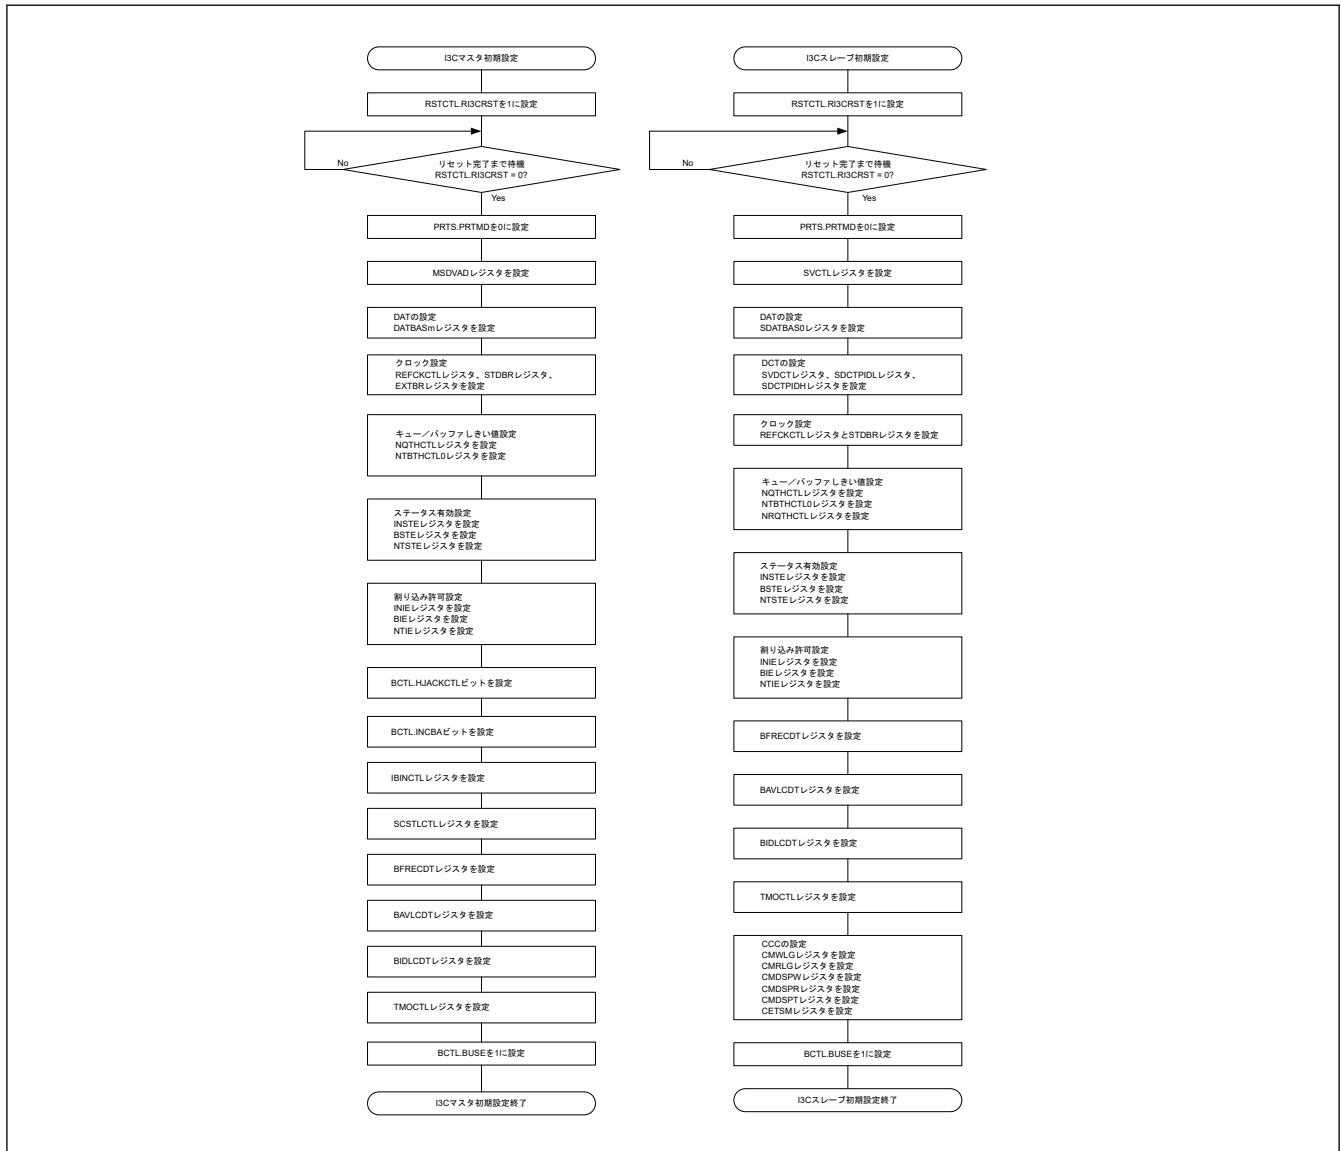 I3Cマスタ初期設定
RSTCTL.RI3CRSTを1に設定
No
リセット完了まで待機
RSTCTL.RI3CRST = 0?
Yes
PRTS.PRTMDを0に設定
MSDVADレジスタを設定
DATの設定
DATBASmレジスタを設定
クロック設定
REFCKCTLレジスタ、STDBRレジスタ、
EXTBRレジスタを設定
キュー／バッファしきい値設定
NQTHCTLレジスタを設定
NTBTHCTL0レジスタを設定
ステータス有効設定
INSTEレジスタを設定
BSTEレジスタを設定
NTSTEレジスタを設定
割り込み許可設定
INIEレジスタを設定
BIEレジスタを設定
NTIEレジスタを設定
BCTL.HJACKCTLビットを設定
BCTL.INCBAビットを設定
IBINCTLレジスタを設定
SCSTLCTLレジスタを設定
BFRECDTレジスタを設定
BAVLCDTレジスタを設定
BIDLCDTレジスタを設定
TMOCTLレジスタを設定
BCTL.BUSEを1に設定
I3Cマスタ初期設定終了
I3Cスレーブ初期設定
RSTCTL.RI3CRSTを1に設定
No
リセット完了まで待機
RSTCTL.RI3CRST = 0?
Yes
PRTS.PRTMDを0に設定
SVCTLレジスタを設定
DATの設定
SDATBAS0レジスタを設定
DCTの設定
SVDCTレジスタ、SDCTPIDLレジスタ、
SDCTPIDHレジスタを設定
クロック設定
REFCKCTLレジスタとSTDBRレジスタを設定
キュー／バッファしきい値設定
NQTHCTLレジスタを設定
NTBTHCTL0レジスタを設定
NRQTHCTLレジスタを設定
ステータス有効設定
INSTEレジスタを設定
BSTEレジスタを設定
NTSTEレジスタを設定
割り込み許可設定
INIEレジスタを設定
BIEレジスタを設定
NTIEレジスタを設定
BFRECDTレジスタを設定
BAVLCDTレジスタを設定
BIDLCDTレジスタを設定
TMOCTLレジスタを設定
CCCの設定
CMWLGレジスタを設定
CMRLGレジスタを設定
CMDSPWレジスタを設定
CMDSPRレジスタを設定
CMDSPTレジスタを設定
CETSMレジスタを設定
BCTL.BUSEを1に設定
I3Cスレーブ初期設定終了